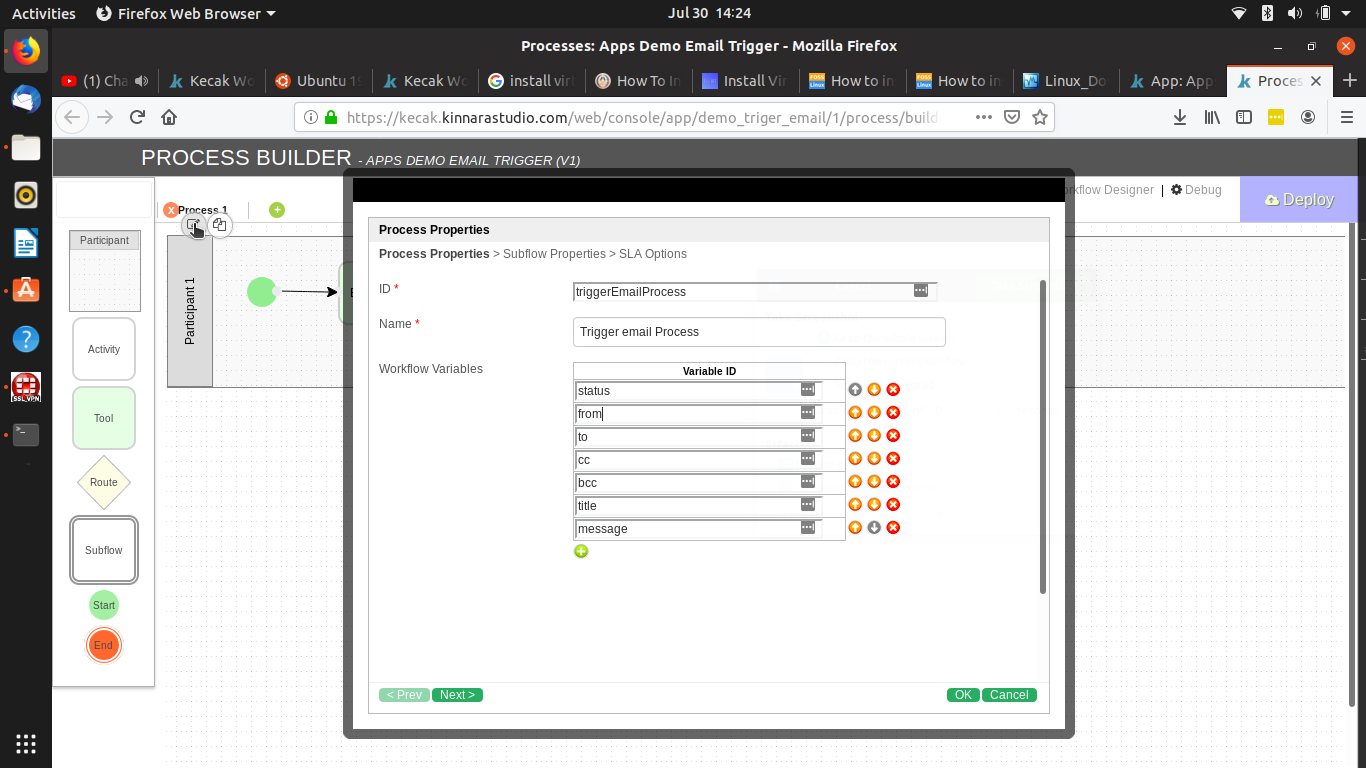 Activities Firefox Web Browser Jul 30 14:24
Processes: Apps Demo Email Trigger - Mozilla Firefox
(1) Cha Kecak Wo Ubuntu 1 Kecak Wo install viri How To In Install Vir How to in How to in Linux_Do App: App Proces
https://kecak.kinnarastudio.com/web/console/app/demo_triger_email/1/process/build
PROCESS BUILDER - APPS DEMO EMAIL TRIGGER (V1)
rkflow Designer | Debug Deploy
x Process 1
Participant
Participant 1
Activity
Tool
Route
Subflow
Start
End
Process Properties
Process Properties > Subflow Properties > SLA Options
ID * triggerEmailProcess
Name * Trigger email Process
Workflow Variables Variable ID
status
from
to
cc
bcc
title
message
< Prev Next > OK Cancel
SSL VPN